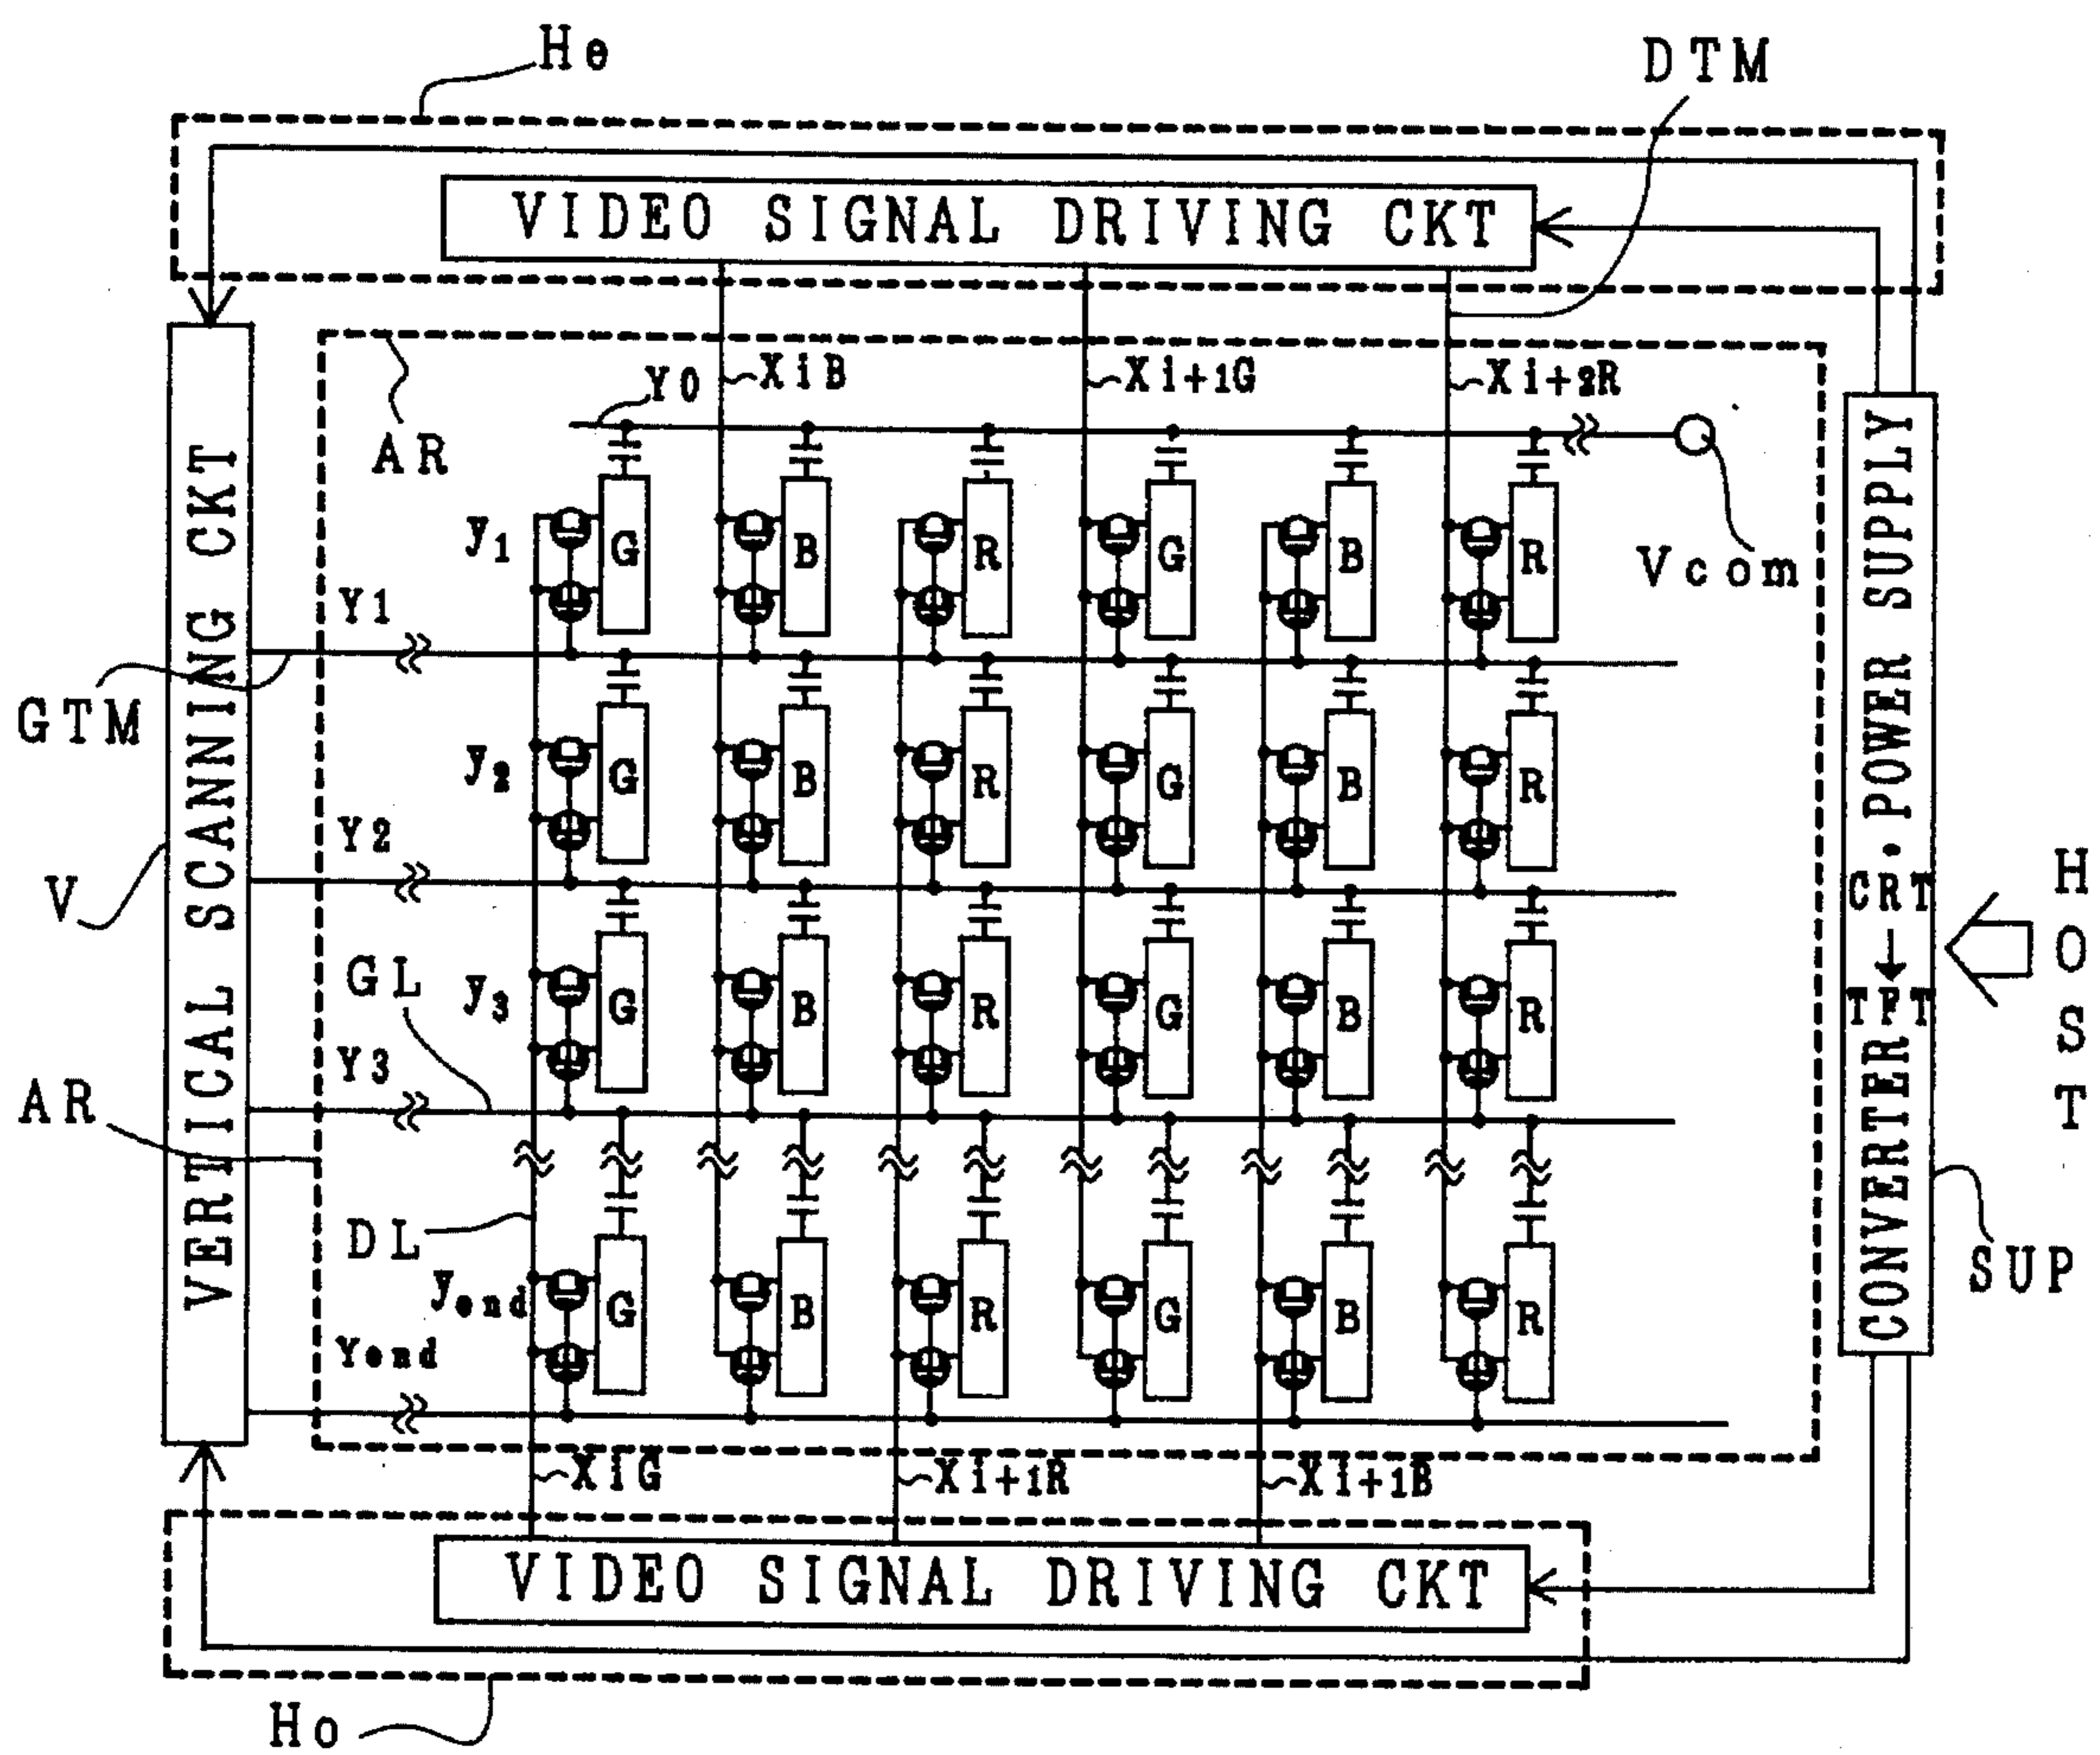 He
DTM
VIDEO SIGNAL DRIVING CKT
XiB
Xi+1G
Xi+2R
Y0
AR
Vcom
y1
G B R G B R
Y1
GTM
y2
G B R G B R
Y2
V
GL
y3
G B R G B R
Y3
AR
DL
yend
G B R G B R
Yend
VERTICAL SCANNING CKT
CONVERTER
CRT
↓
TFT
· POWER SUPPLY
HOST
SUP
XiG
Xi+1R
Xi+1B
VIDEO SIGNAL DRIVING CKT
Ho